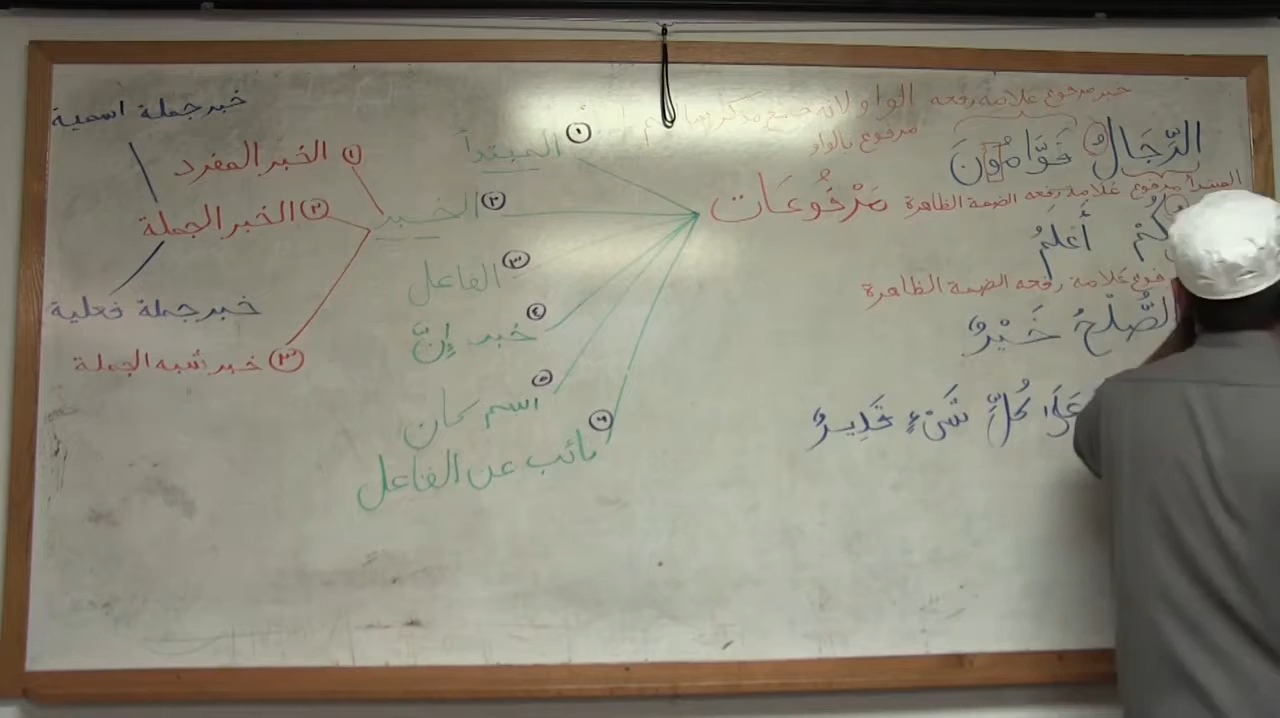 خبر مرفوع علامة رفعه الواو لانه جمع مذكر سالم
مرفوع بالواو
الرِّجَالُ قَوَّامُونَ
المبتدأ مرفوع علامة رفعه الضمة الظاهرة
كُمْ أَعْلَمُ
فوع علامة رفعه الضمة الظاهرة
الصُّلْحُ خَيْرٌ
عَلَى كُلِّ شَيْءٍ قَدِيرٌ
مَرْفُوعَات
١ المبتدأ
٢ الخبر
٣ الفاعل
٤ خبر إنّ
٥ اسم كان
٦ نائب عن الفاعل
١ الخبر المفرد
٢ الخبر الجملة
٣ خبر شبه الجملة
خبر جملة اسمية
خبر جملة فعلية